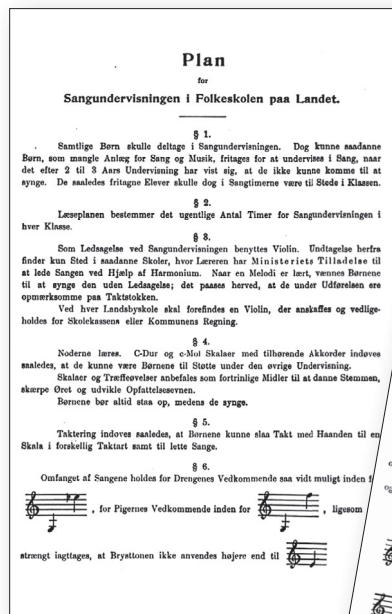 Plan
for
Sangundervisningen i Folkeskolen paa Landet.
§ 1.
Samtlige Børn skulle deltage i Sangundervisningen. Dog kunne saadanne
Børn, som mangle Anlæg for Sang og Musik, fritages for at undervises i Sang, naar
det efter 2 til 3 Aars Undervisning har vist sig, at de ikke kunne komme til at
synge. De saaledes fritagne Elever skulle dog i Sangtimerne være til Stede i Klassen.
§ 2.
Læseplanen bestemmer det ugentlige Antal Timer for Sangundervisningen i
hver Klasse.
§ 3.
Som Ledsagelse ved Sangundervisningen benyttes Violin. Undtagelse herfra
finder kun Sted i saadanne Skoler, hvor Læreren har Ministeriets Tilladelse til
at lede Sangen ved Hjælp af Harmonium. Naar en Melodi er lært, vænnes Børnene
til at synge den uden Ledsagelse; det paases herved, at de under Udførelsen ere
opmærksomme paa Taktstokken.
Ved hver Landsbyskole skal forefindes en Violin, der anskaffes og vedlige-
holdes for Skolekassens eller Kommunens Regning.
§ 4.
Noderne læres. C-Dur og c-Mol Skalaer med tilhørende Akkorder indøves
saaledes, at de kunne være Børnene til Støtte under den øvrige Undervisning.
Skalaer og Træffeøvelser anbefales som fortrinlige Midler til at danne Stemmen,
skærpe Øret og udvikle Opfattelsesevnen.
Børnene bør altid staa op, medens de synge.
§ 5.
Taktering indøves saaledes, at Børnene kunne slaa Takt med Haanden til en
Skala i forskellig Taktart samt til lette Sange.
§ 6.
Omfanget af Sangene holdes for Drengenes Vedkommende saa vidt muligt inden f
, for Pigernes Vedkommende inden for , ligesom
strængt iagttages, at Brysttonen ikke anvendes højere end til